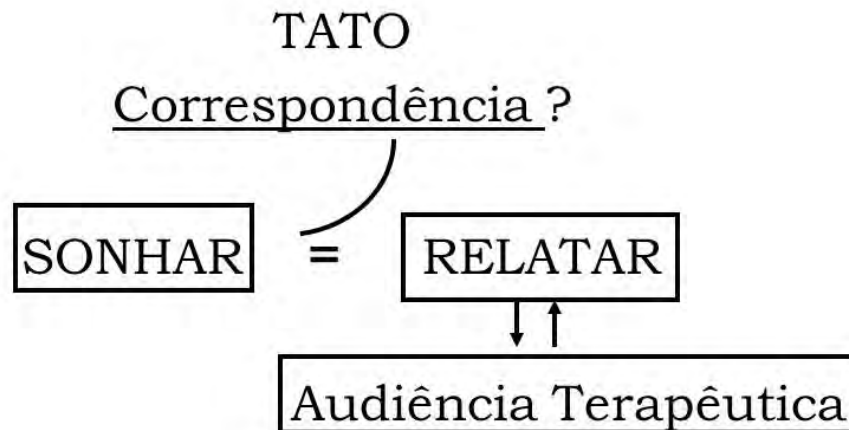 TATO
Correspondência ?
SONHAR = RELATAR
Audiência Terapêutica